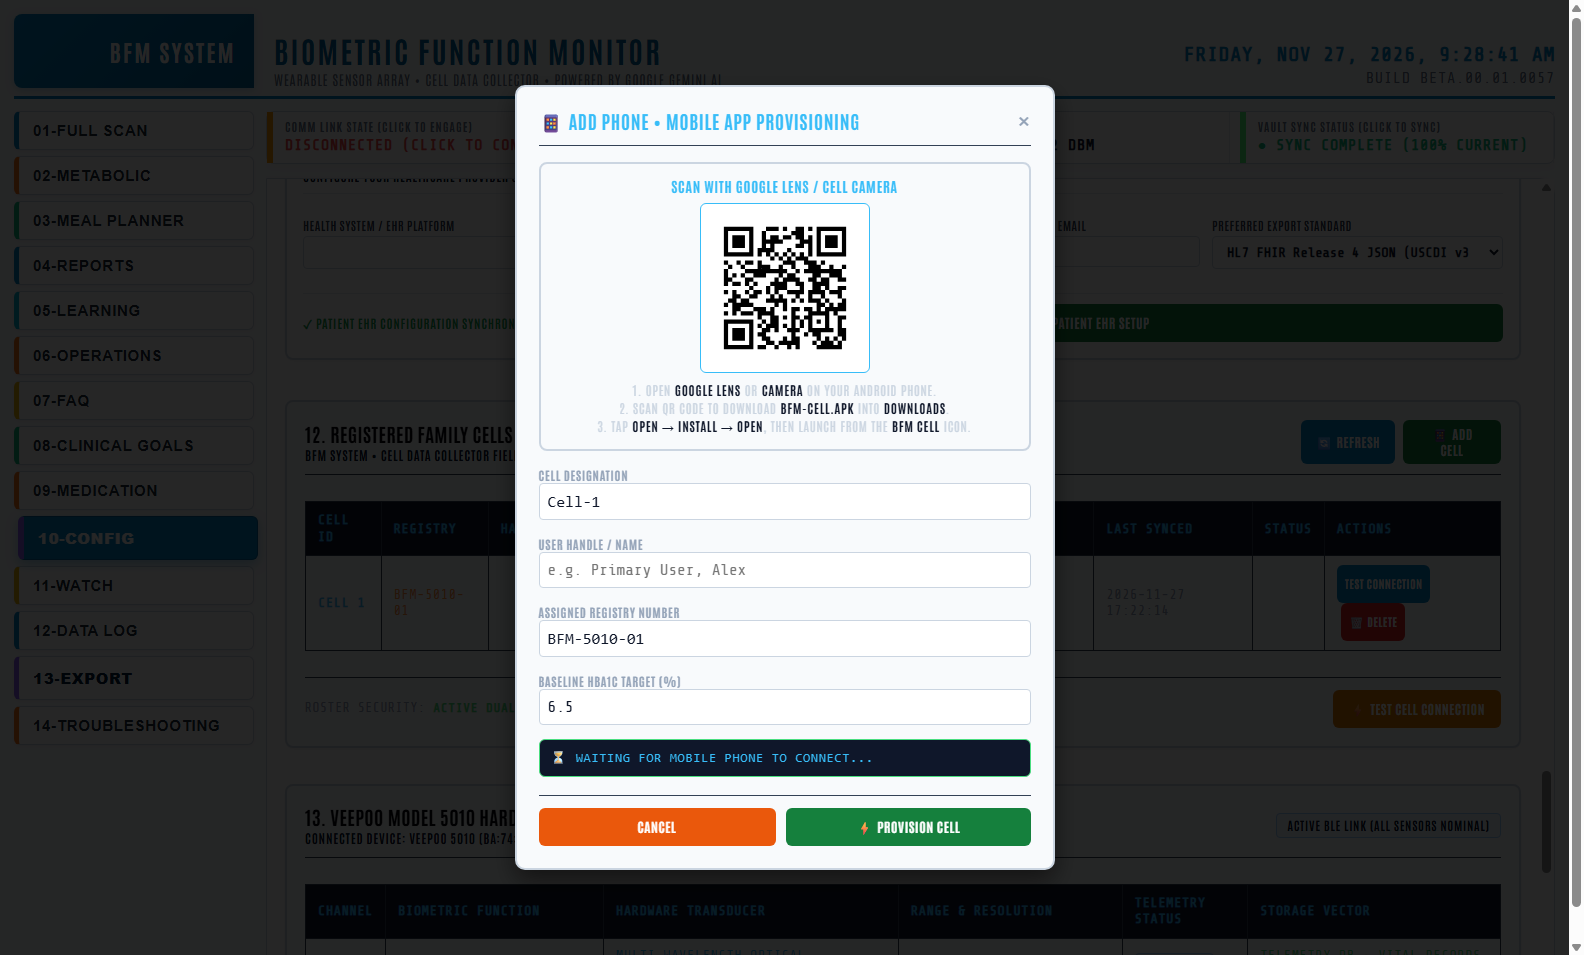 BFM SYSTEM
BIOMETRIC FUNCTION MONITOR
WEARABLE SENSOR ARRAY • CELL DATA COLLECTOR • POWERED BY GOOGLE GEMINI AI
FRIDAY, NOV 27, 2026, 9:28:41 AM
BUILD BETA.00.01.0057
01-FULL SCAN
02-METABOLIC
03-MEAL PLANNER
04-REPORTS
05-LEARNING
06-OPERATIONS
07-FAQ
08-CLINICAL GOALS
09-MEDICATION
10-CONFIG
11-WATCH
12-DATA LOG
13-EXPORT
14-TROUBLESHOOTING
COMM LINK STATE (CLICK TO ENGAGE)
DISCONNECTED (CLICK TO CON
DBM
VAULT SYNC STATUS (CLICK TO SYNC)
● SYNC COMPLETE (100% CURRENT)
CONFIGURE YOUR HEALTHCARE PROVIDER
HEALTH SYSTEM / EHR PLATFORM
EMAIL
PREFERRED EXPORT STANDARD
HL7 FHIR Release 4 JSON (USCDI v3
✓ PATIENT EHR CONFIGURATION SYNCHRON
PATIENT EHR SETUP
12. REGISTERED FAMILY CELLS
BFM SYSTEM • CELL DATA COLLECTOR FIEL
REFRESH
ADD CELL
CELL ID
REGISTRY
HA
LAST SYNCED
STATUS
ACTIONS
CELL 1
BFM-5010-01
2026-11-27 17:22:14
TEST CONNECTION
DELETE
ROSTER SECURITY: ACTIVE DUAL
TEST CELL CONNECTION
13. VEEPOO MODEL 5010 HARD
CONNECTED DEVICE: VEEPOO 5010 (BA:74
ACTIVE BLE LINK (ALL SENSORS NOMINAL)
CHANNEL
BIOMETRIC FUNCTION
HARDWARE TRANSDUCER
RANGE & RESOLUTION
TELEMETRY STATUS
STORAGE VECTOR
MULTI-WAVELENGTH OPTICAL
ADD PHONE • MOBILE APP PROVISIONING
×
SCAN WITH GOOGLE LENS / CELL CAMERA
1. OPEN GOOGLE LENS OR CAMERA ON YOUR ANDROID PHONE.
2. SCAN QR CODE TO DOWNLOAD BFM-CELL.APK INTO DOWNLOADS.
3. TAP OPEN → INSTALL → OPEN, THEN LAUNCH FROM THE BFM CELL ICON.
CELL DESIGNATION
Cell-1
USER HANDLE / NAME
e.g. Primary User, Alex
ASSIGNED REGISTRY NUMBER
BFM-5010-01
BASELINE HBA1C TARGET (%)
6.5
WAITING FOR MOBILE PHONE TO CONNECT...
CANCEL
PROVISION CELL